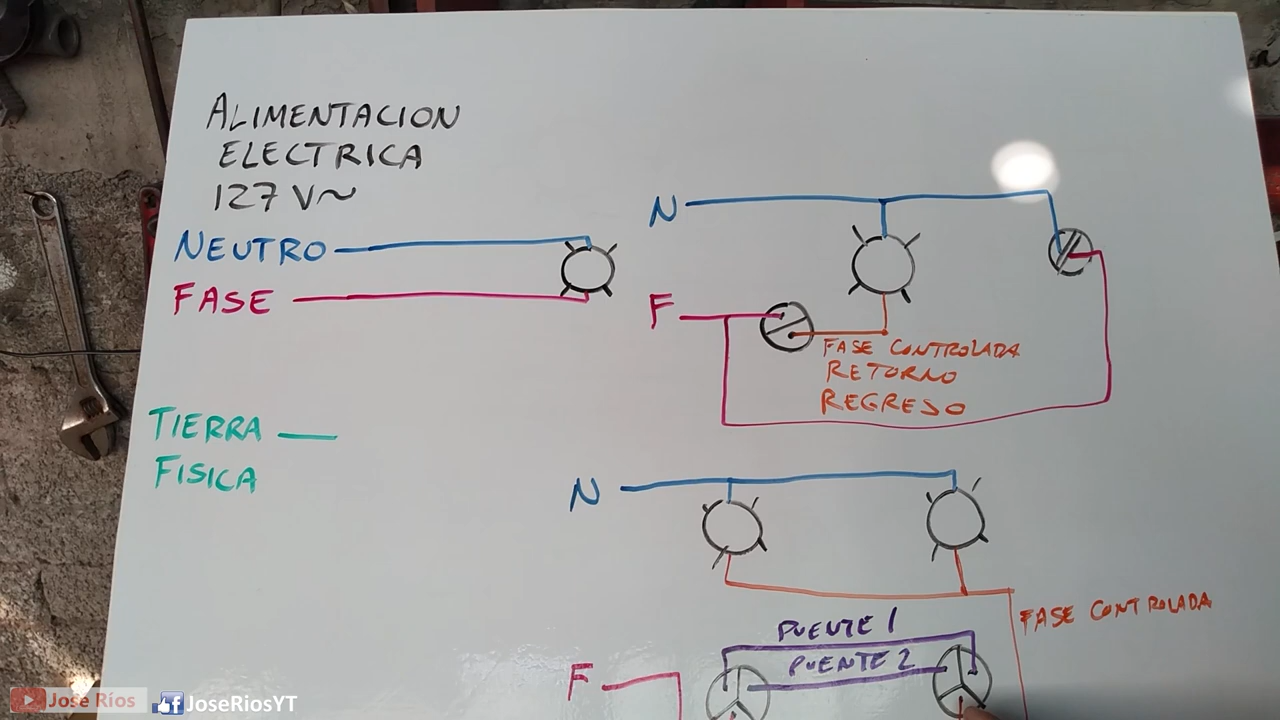 ALIMENTACION
ELECTRICA
127 V~
NEUTRO
FASE
TIERRA
FISICA
N
F
FASE CONTROLADA
RETORNO
REGRESO
N
FASE CONTROLADA
PUENTE 1
PUENTE 2
F
Jose Ríos
JoseRiosYT